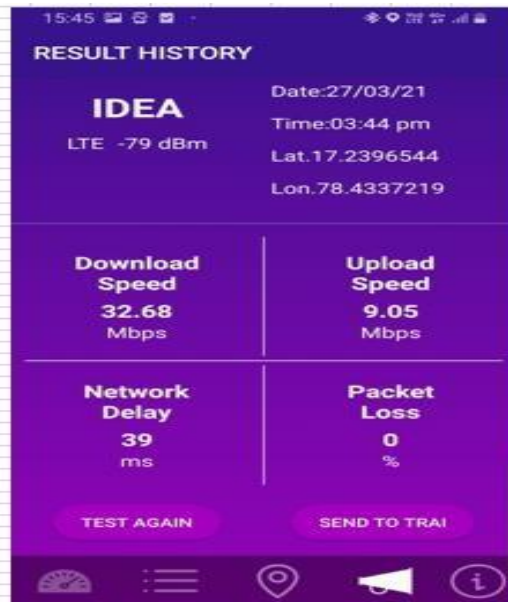 15:45
RESULT HISTORY
IDEA
LTE -79 dBm
Date:27/03/21
Time:03:44 pm
Lat.17.2396544
Lon.78.4337219
Download
Speed
32.68
Mbps
Upload
Speed
9.05
Mbps
Network
Delay
39
ms
Packet
Loss
0
%
TEST AGAIN
SEND TO TRAI